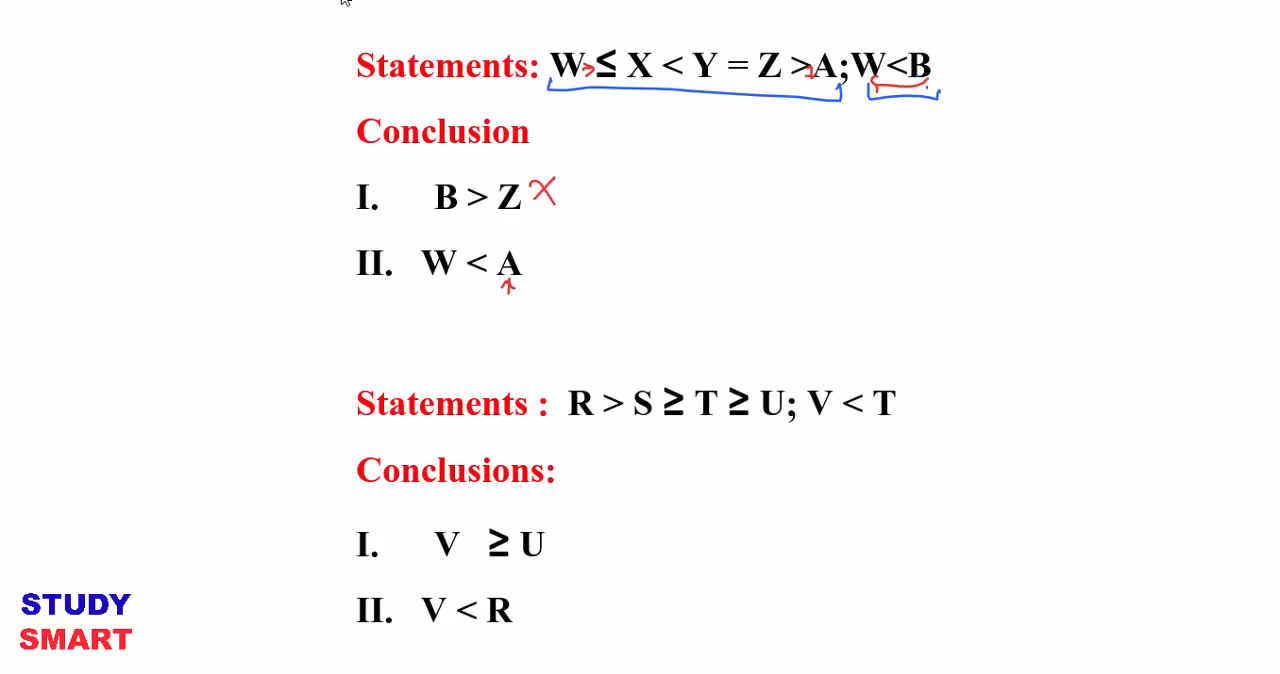 Statements: W ≤ X < Y = Z > A; W<B
Conclusion
I. B > Z
II. W < A
Statements : R > S ≥ T ≥ U; V < T
Conclusions:
I. V ≥ U
II. V < R
STUDY
SMART